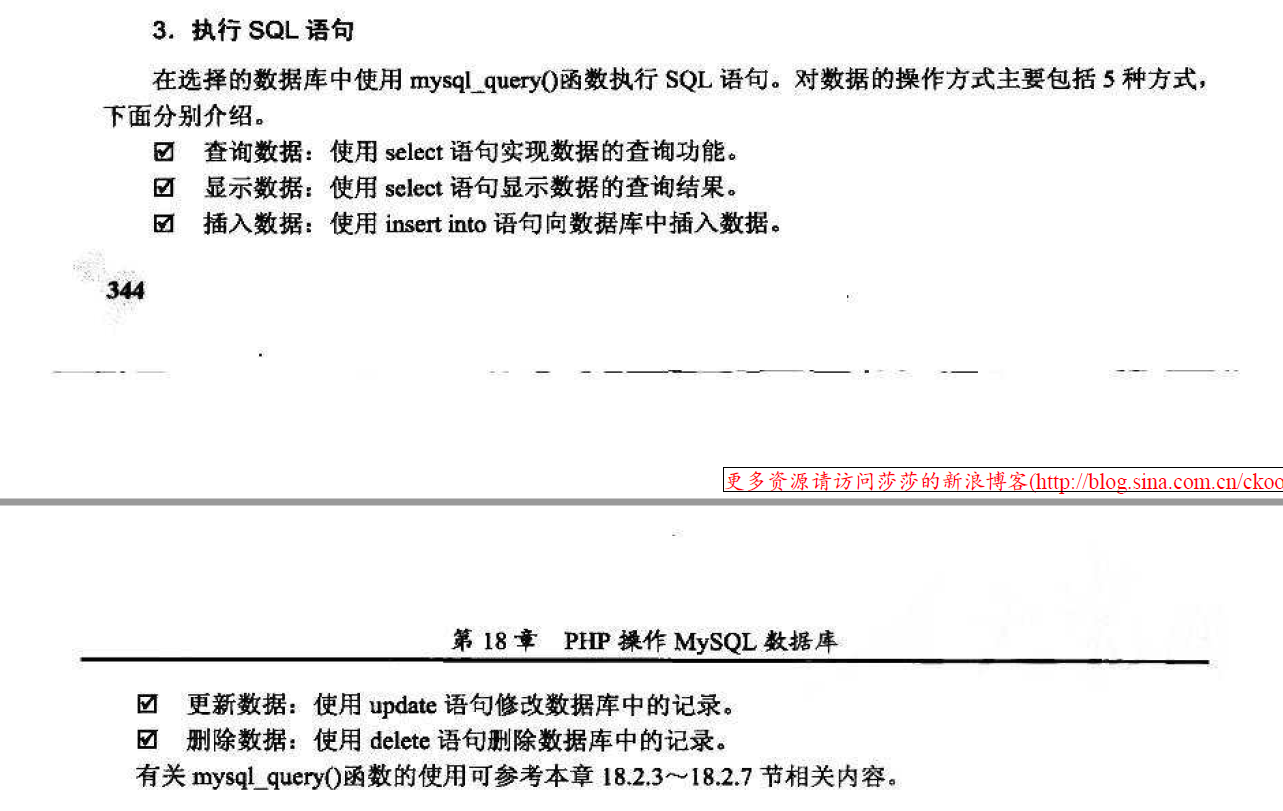 3．执行 SQL 语句
在选择的数据库中使用 mysql_query()函数执行 SQL 语句。对数据的操作方式主要包括 5 种方式，
下面分别介绍。
☑ 查询数据：使用 select 语句实现数据的查询功能。
☑ 显示数据：使用 select 语句显示数据的查询结果。
☑ 插入数据：使用 insert into 语句向数据库中插入数据。
344
更多资源请访问莎莎的新浪博客(http://blog.sina.com.cn/ckoo
第 18 章 PHP 操作 MySQL 数据库
☑ 更新数据：使用 update 语句修改数据库中的记录。
☑ 删除数据：使用 delete 语句删除数据库中的记录。
有关 mysql_query()函数的使用可参考本章 18.2.3～18.2.7 节相关内容。